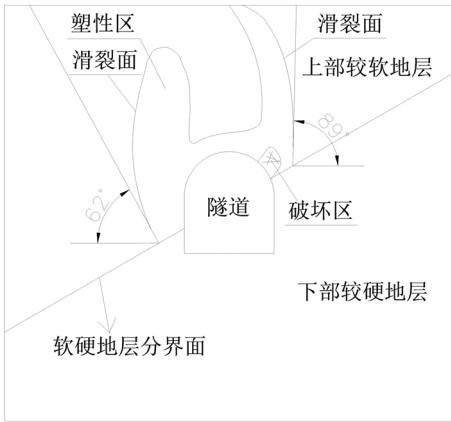 塑性区
滑裂面
滑裂面
上部较软地层
89°
62°
隧道
破坏区
下部较硬地层
软硬地层分界面